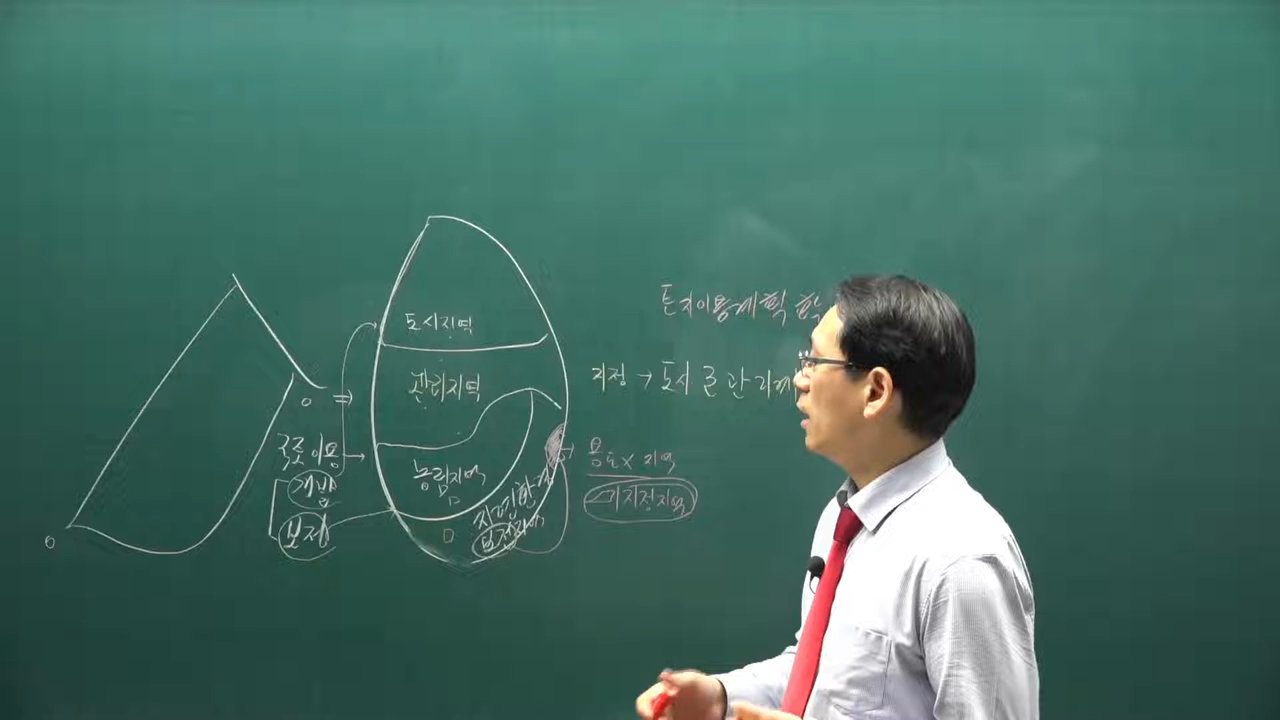 도시지역
관리지역
농림지역
자연환경
보전지역
국토이용
개발
보전
토지이용계획 확
지정 → 도시군관리계
용도 X 지역
미지정지역